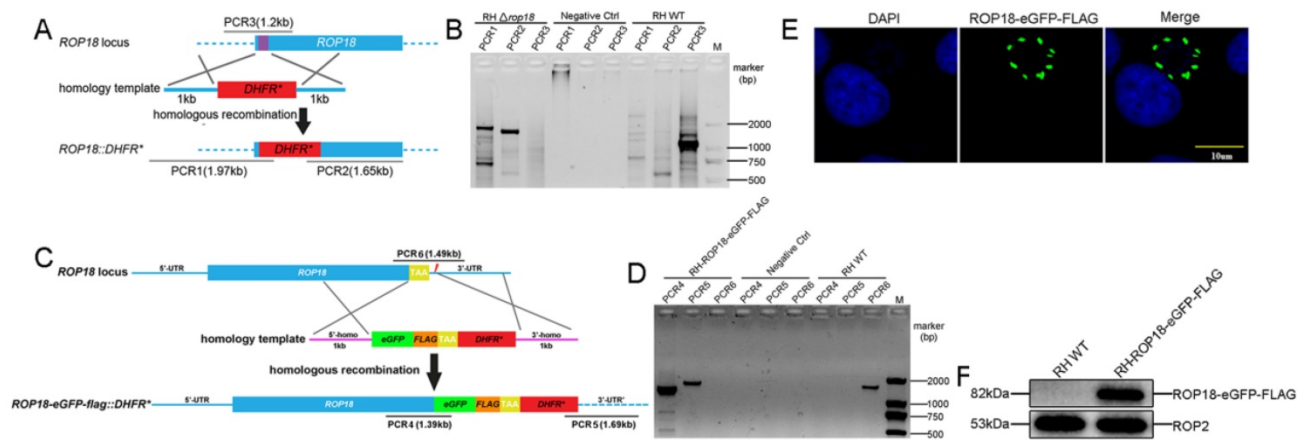 A
PCR3(1.2kb)
ROP18 locus
ROP18
homology template
DHFR*
1kb
1kb
homologous recombination
ROP18::DHFR*
DHFR*
PCR1(1.97kb)
PCR2(1.65kb)
B
RH Δrop18
Negative Ctrl
RH WT
PCR1
PCR2
PCR3
PCR1
PCR2
PCR3
PCR1
PCR2
PCR3
M
marker
(bp)
2000
1000
750
500
E
DAPI
ROP18-eGFP-FLAG
Merge
10um
C
PCR6(1.49kb)
ROP18 locus
5'-UTR
ROP18
TAA
3'-UTR
homology template
5'-homo
1kb
eGFP
FLAG
TAA
DHFR*
3'-homo
1kb
homologous recombination
ROP18-eGFP-flag::DHFR*
5'-UTR
ROP18
eGFP
FLAG
TAA
DHFR*
3'-UTR'
PCR4 (1.39kb)
PCR5 (1.69kb)
D
RH-ROP18-eGFP-FLAG
Negative Ctrl
RH WT
PCR4
PCR5
PCR6
PCR4
PCR5
PCR6
PCR4
PCR5
PCR6
M
marker
(bp)
2000
1000
750
500
F
RH WT
RH-ROP18-eGFP-FLAG
82kDa
ROP18-eGFP-FLAG
53kDa
ROP2